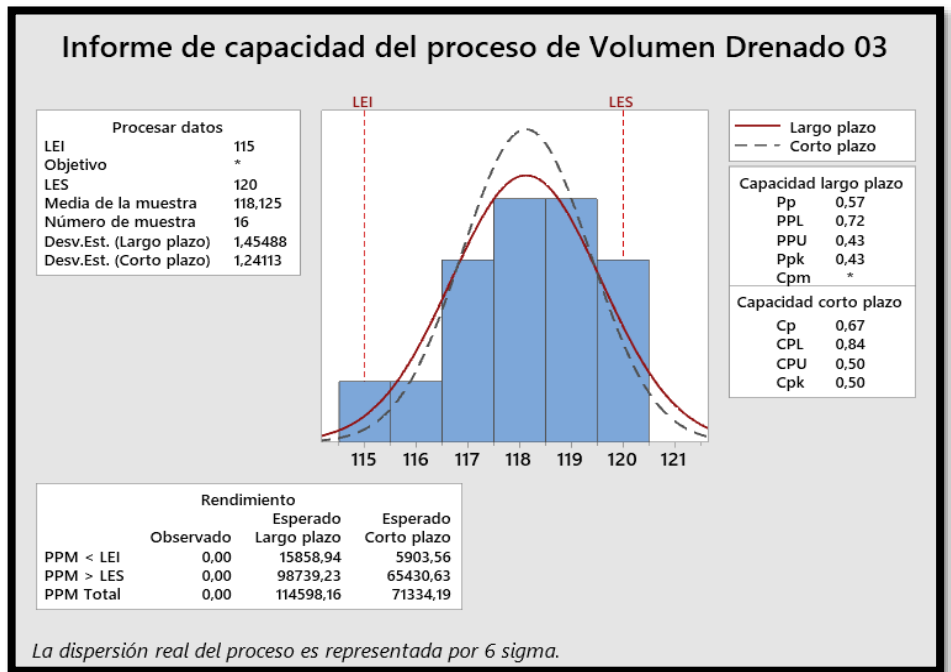 Informe de capacidad del proceso de Volumen Drenado 03
LEI LES
Procesar datos
LEI 115
Objetivo *
LES 120
Media de la muestra 118,125
Número de muestra 16
Desv.Est. (Largo plazo) 1,45488
Desv.Est. (Corto plazo) 1,24113
Largo plazo
Corto plazo
Capacidad largo plazo
Pp 0,57
PPL 0,72
PPU 0,43
Ppk 0,43
Cpm *
Capacidad corto plazo
Cp 0,67
CPL 0,84
CPU 0,50
Cpk 0,50
115 116 117 118 119 120 121
Rendimiento
Esperado Esperado
Observado Largo plazo Corto plazo
PPM < LEI 0,00 15858,94 5903,56
PPM > LES 0,00 98739,23 65430,63
PPM Total 0,00 114598,16 71334,19
La dispersión real del proceso es representada por 6 sigma.